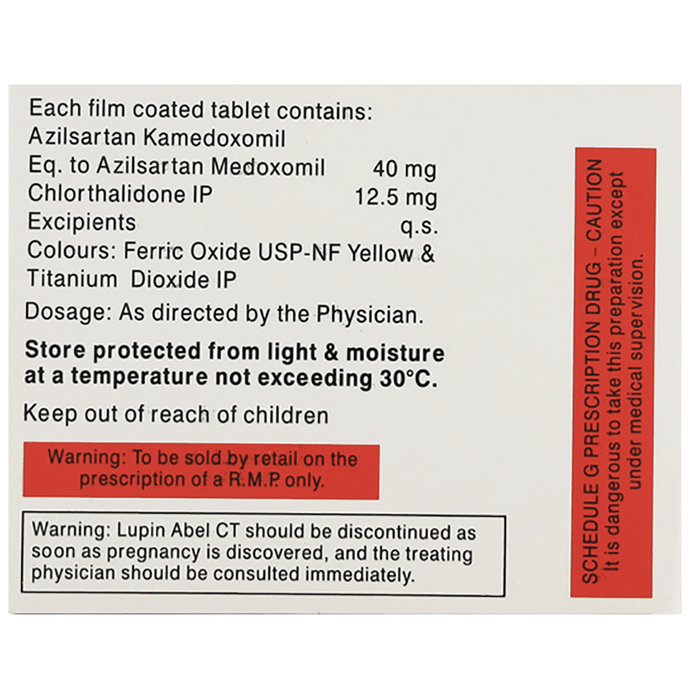 Each film coated tablet contains:
Azilsartan Kamedoxomil
Eq. to Azilsartan Medoxomil 40 mg
Chlorthalidone IP 12.5 mg
Excipients q.s.
Colours: Ferric Oxide USP-NF Yellow &
Titanium Dioxide IP
Dosage: As directed by the Physician.
Store protected from light & moisture
at a temperature not exceeding 30°C.
Keep out of reach of children
Warning: To be sold by retail on the
prescription of a R.M.P only.
Warning: Lupin Abel CT should be discontinued as
soon as pregnancy is discovered, and the treating
physician should be consulted immediately.
SCHEDULE G PRESCRIPTION DRUG - CAUTION
It is dangerous to take this preparation except
under medical supervision.